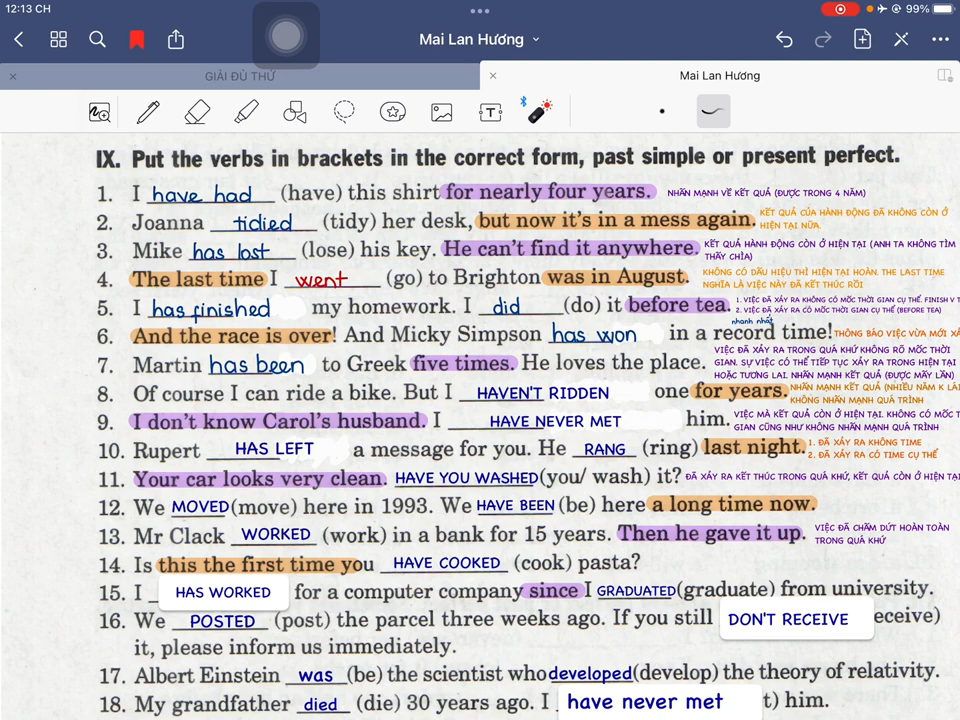 12:13 CH
99%
Mai Lan Hương
GIẢI ĐỦ THỨ
Mai Lan Hương
IX. Put the verbs in brackets in the correct form, past simple or present perfect.
1. I have had (have) this shirt for nearly four years. NHẤN MẠNH VỀ KẾT QUẢ (ĐƯỢC TRONG 4 NĂM)
2. Joanna tidied (tidy) her desk, but now it's in a mess again. KẾT QUẢ CỦA HÀNH ĐỘNG ĐÃ KHÔNG CÒN Ở
HIỆN TẠI NỮA.
3. Mike has lost (lose) his key. He can't find it anywhere. KẾT QUẢ HÀNH ĐỘNG CÒN Ở HIỆN TẠI (ANH TA KHÔNG TÌM
THẤY CHÌA)
4. The last time I went (go) to Brighton was in August. KHÔNG CÓ DẤU HIỆU THÌ HIỆN TẠI HOÀN. THE LAST TIME
NGHĨA LÀ VIỆC NÀY ĐÃ KẾT THÚC RỒI
5. I has finished my homework. I did (do) it before tea. 1. VIỆC ĐÃ XẢY RA KHÔNG CÓ MỐC THỜI GIAN CỤ THỂ. FINISH V
2. VIỆC ĐÃ XẢY RA CÓ MỐC THỜI GIAN CỤ THỂ (BEFORE TEA)
nhanh nhất
6. And the race is over! And Micky Simpson has won in a record time! THÔNG BÁO VIỆC VỪA MỚI
VIỆC ĐÃ XẢY RA TRONG QUÁ KHỨ KHÔNG RÕ MỐC THỜI
7. Martin has been to Greek five times. He loves the place. GIAN. SỰ VIỆC CÓ THỂ TIẾP TỤC XẢY RA TRONG HIỆN TẠI
HOẶC TƯƠNG LAI. NHẤN MẠNH KẾT QUẢ (ĐƯỢC MẤY LẦN)
8. Of course I can ride a bike. But I HAVEN'T RIDDEN one for years. NHẤN MẠNH KẾT QUẢ (NHIỀU NĂM K
KHÔNG NHẤN MẠNH QUÁ TRÌNH
9. I don't know Carol's husband. I HAVE NEVER MET him. VIỆC MÀ KẾT QUẢ CÒN Ở HIỆN TẠI. KHÔNG CÓ MỐC
GIAN CŨNG NHƯ KHÔNG NHẤN MẠNH QUÁ TRÌNH
10. Rupert HAS LEFT a message for you. He RANG (ring) last night. 1. ĐÃ XẢY RA KHÔNG TIME
2. ĐÃ XẢY RA CÓ TIME CỤ THỂ
11. Your car looks very clean. HAVE YOU WASHED (you/ wash) it? ĐÃ XẢY RA KẾT THÚC TRONG QUÁ KHỨ, KẾT QUẢ CÒN Ở HIỆN
12. We MOVED (move) here in 1993. We HAVE BEEN (be) here a long time now.
13. Mr Clack WORKED (work) in a bank for 15 years. Then he gave it up. VIỆC ĐÃ CHẤM DỨT HOÀN TOÀN
TRONG QUÁ KHỨ
14. Is this the first time you HAVE COOKED (cook) pasta?
15. I HAS WORKED for a computer company since I GRADUATED (graduate) from university.
16. We POSTED (post) the parcel three weeks ago. If you still DON'T RECEIVE eceive)
it, please inform us immediately.
17. Albert Einstein was (be) the scientist who developed (develop) the theory of relativity.
18. My grandfather died (die) 30 years ago. I have never met t) him.